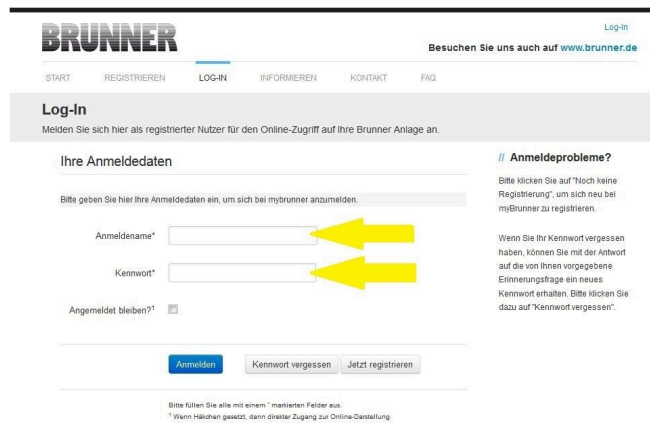 BRUNNER
Log-In
Besuchen Sie uns auch auf www.brunner.de
START REGISTRIEREN LOG-IN INFORMIEREN KONTAKT FAQ
Log-In
Melden Sie sich hier als registrierter Nutzer für den Online-Zugriff auf Ihre Brunner Anlage an.
Ihre Anmeldedaten
Bitte geben Sie hier Ihre Anmeldedaten ein, um sich bei mybrunner anzumelden.
Anmeldename*
Kennwort*
Angemeldet bleiben?¹
Anmelden Kennwort vergessen Jetzt registrieren
Bitte füllen Sie alle mit einem * markierten Felder aus.
¹ Wenn Häkchen gesetzt, dann direkter Zugang zur Online-Darstellung
// Anmeldeprobleme?
Bitte klicken Sie auf "Noch keine
Registrierung", um sich neu bei
myBrunner zu registrieren.
Wenn Sie Ihr Kennwort vergessen
haben, können Sie mit der Antwort
auf die von Ihnen vorgegebene
Erinnerungsfrage ein neues
Kennwort erhalten. Bitte klicken Sie
dazu auf "Kennwort vergessen".